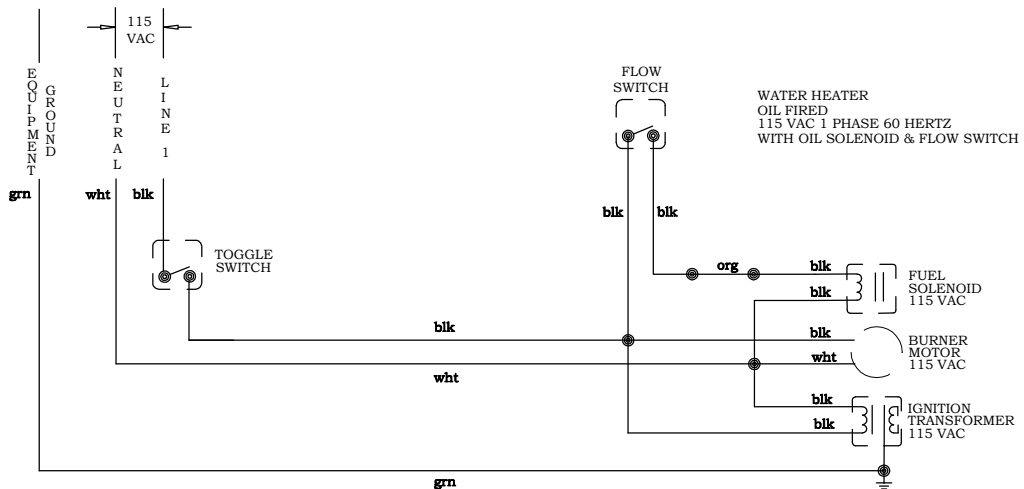 115
VAC
EQUIPMENT
GROUND
NEUTRAL
LINE 1
FLOW
SWITCH
WATER HEATER
OIL FIRED
115 VAC 1 PHASE 60 HERTZ
WITH OIL SOLENOID & FLOW SWITCH
grn
wht
blk
blk
blk
TOGGLE
SWITCH
org
blk
FUEL
SOLENOID
115 VAC
blk
blk
blk
BURNER
MOTOR
115 VAC
wht
wht
blk
IGNITION
TRANSFORMER
115 VAC
blk
grn